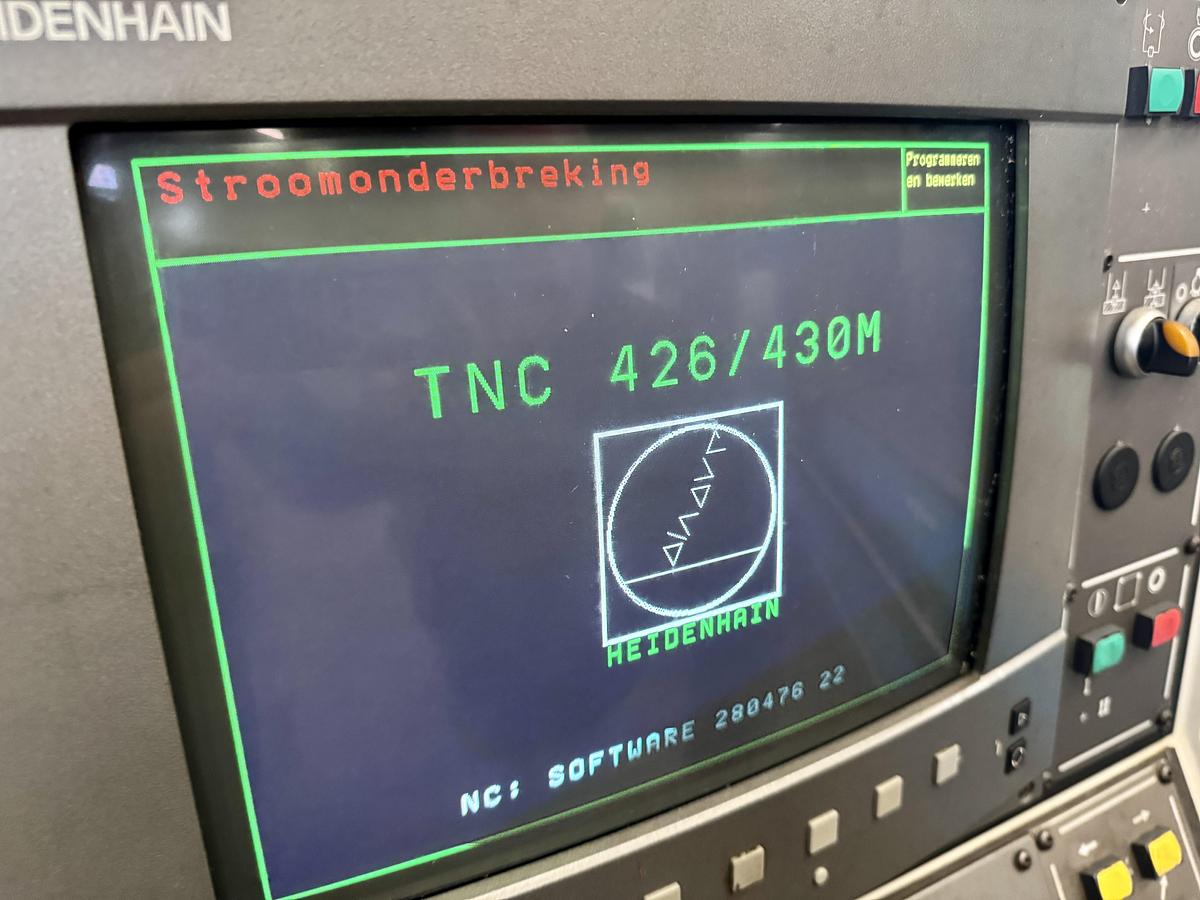 IDENHAIN
Stroomonderbreking
Programmeren
en bewerken
TNC 426/430M
HEIDENHAIN
NC: SOFTWARE 280476 22